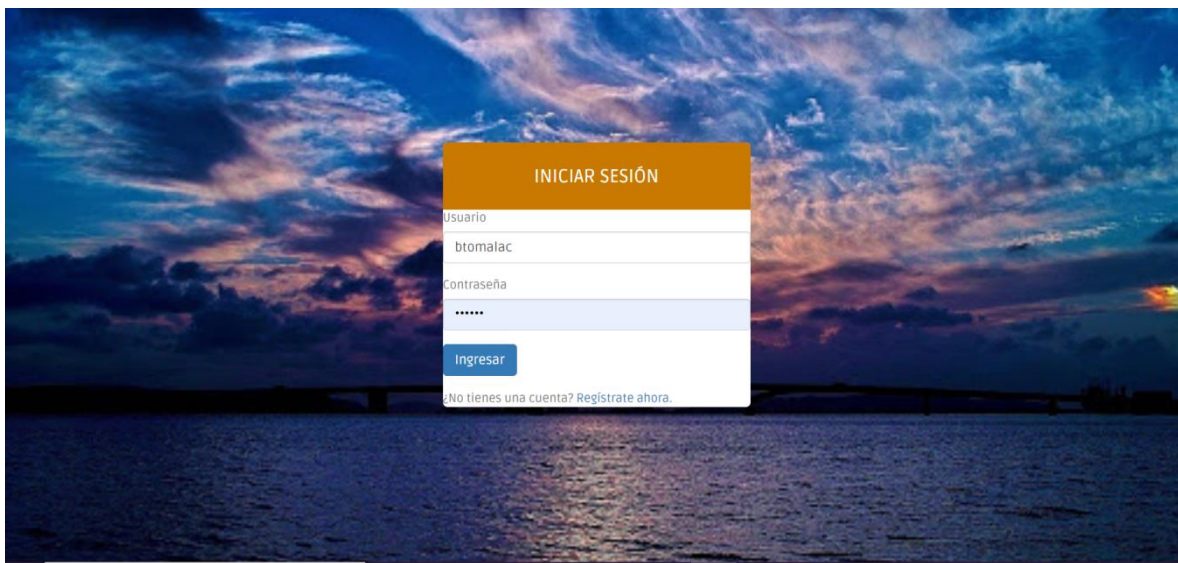 INICIAR SESIÓN
Usuario
btomalac
Contraseña
••••••
Ingresar
¿No tienes una cuenta? Regístrate ahora.